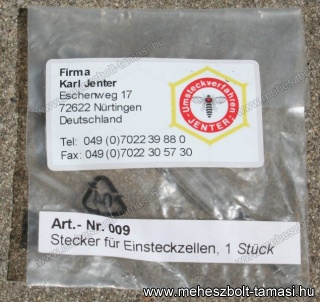 Firma
Karl Jenter
Eschenweg 17
72622 Nürtingen
Deutschland
Tel: 049 (0)7022 39 88 0
Fax: 049 (0)7022 30 57 30
Umsteckverfahren
-JENTER-
Art.- Nr. 009
Stecker für Einsteckzellen, 1 Stück
www.meheszbolt-tamasi.hu